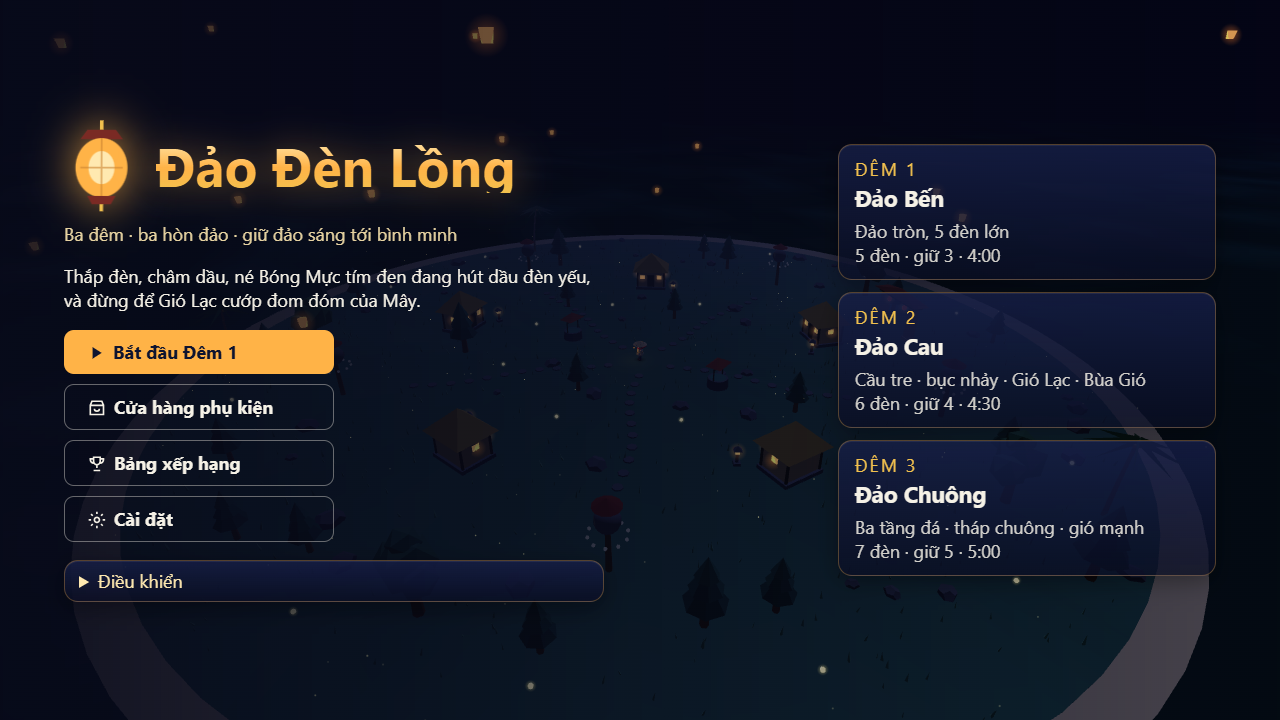 Đảo Đèn Lồng
Ba đêm · ba hòn đảo · giữ đảo sáng tới bình minh
Thắp đèn, châm dầu, né Bóng Mực tím đen đang hút dầu đèn yếu,
và đừng để Gió Lạc cướp đom đóm của Mây.
Bắt đầu Đêm 1
Cửa hàng phụ kiện
Bảng xếp hạng
Cài đặt
Điều khiển
ĐÊM 1
Đảo Bến
Đảo tròn, 5 đèn lớn
5 đèn · giữ 3 · 4:00
ĐÊM 2
Đảo Cau
Cầu tre · bục nhảy · Gió Lạc · Bùa Gió
6 đèn · giữ 4 · 4:30
ĐÊM 3
Đảo Chuông
Ba tầng đá · tháp chuông · gió mạnh
7 đèn · giữ 5 · 5:00